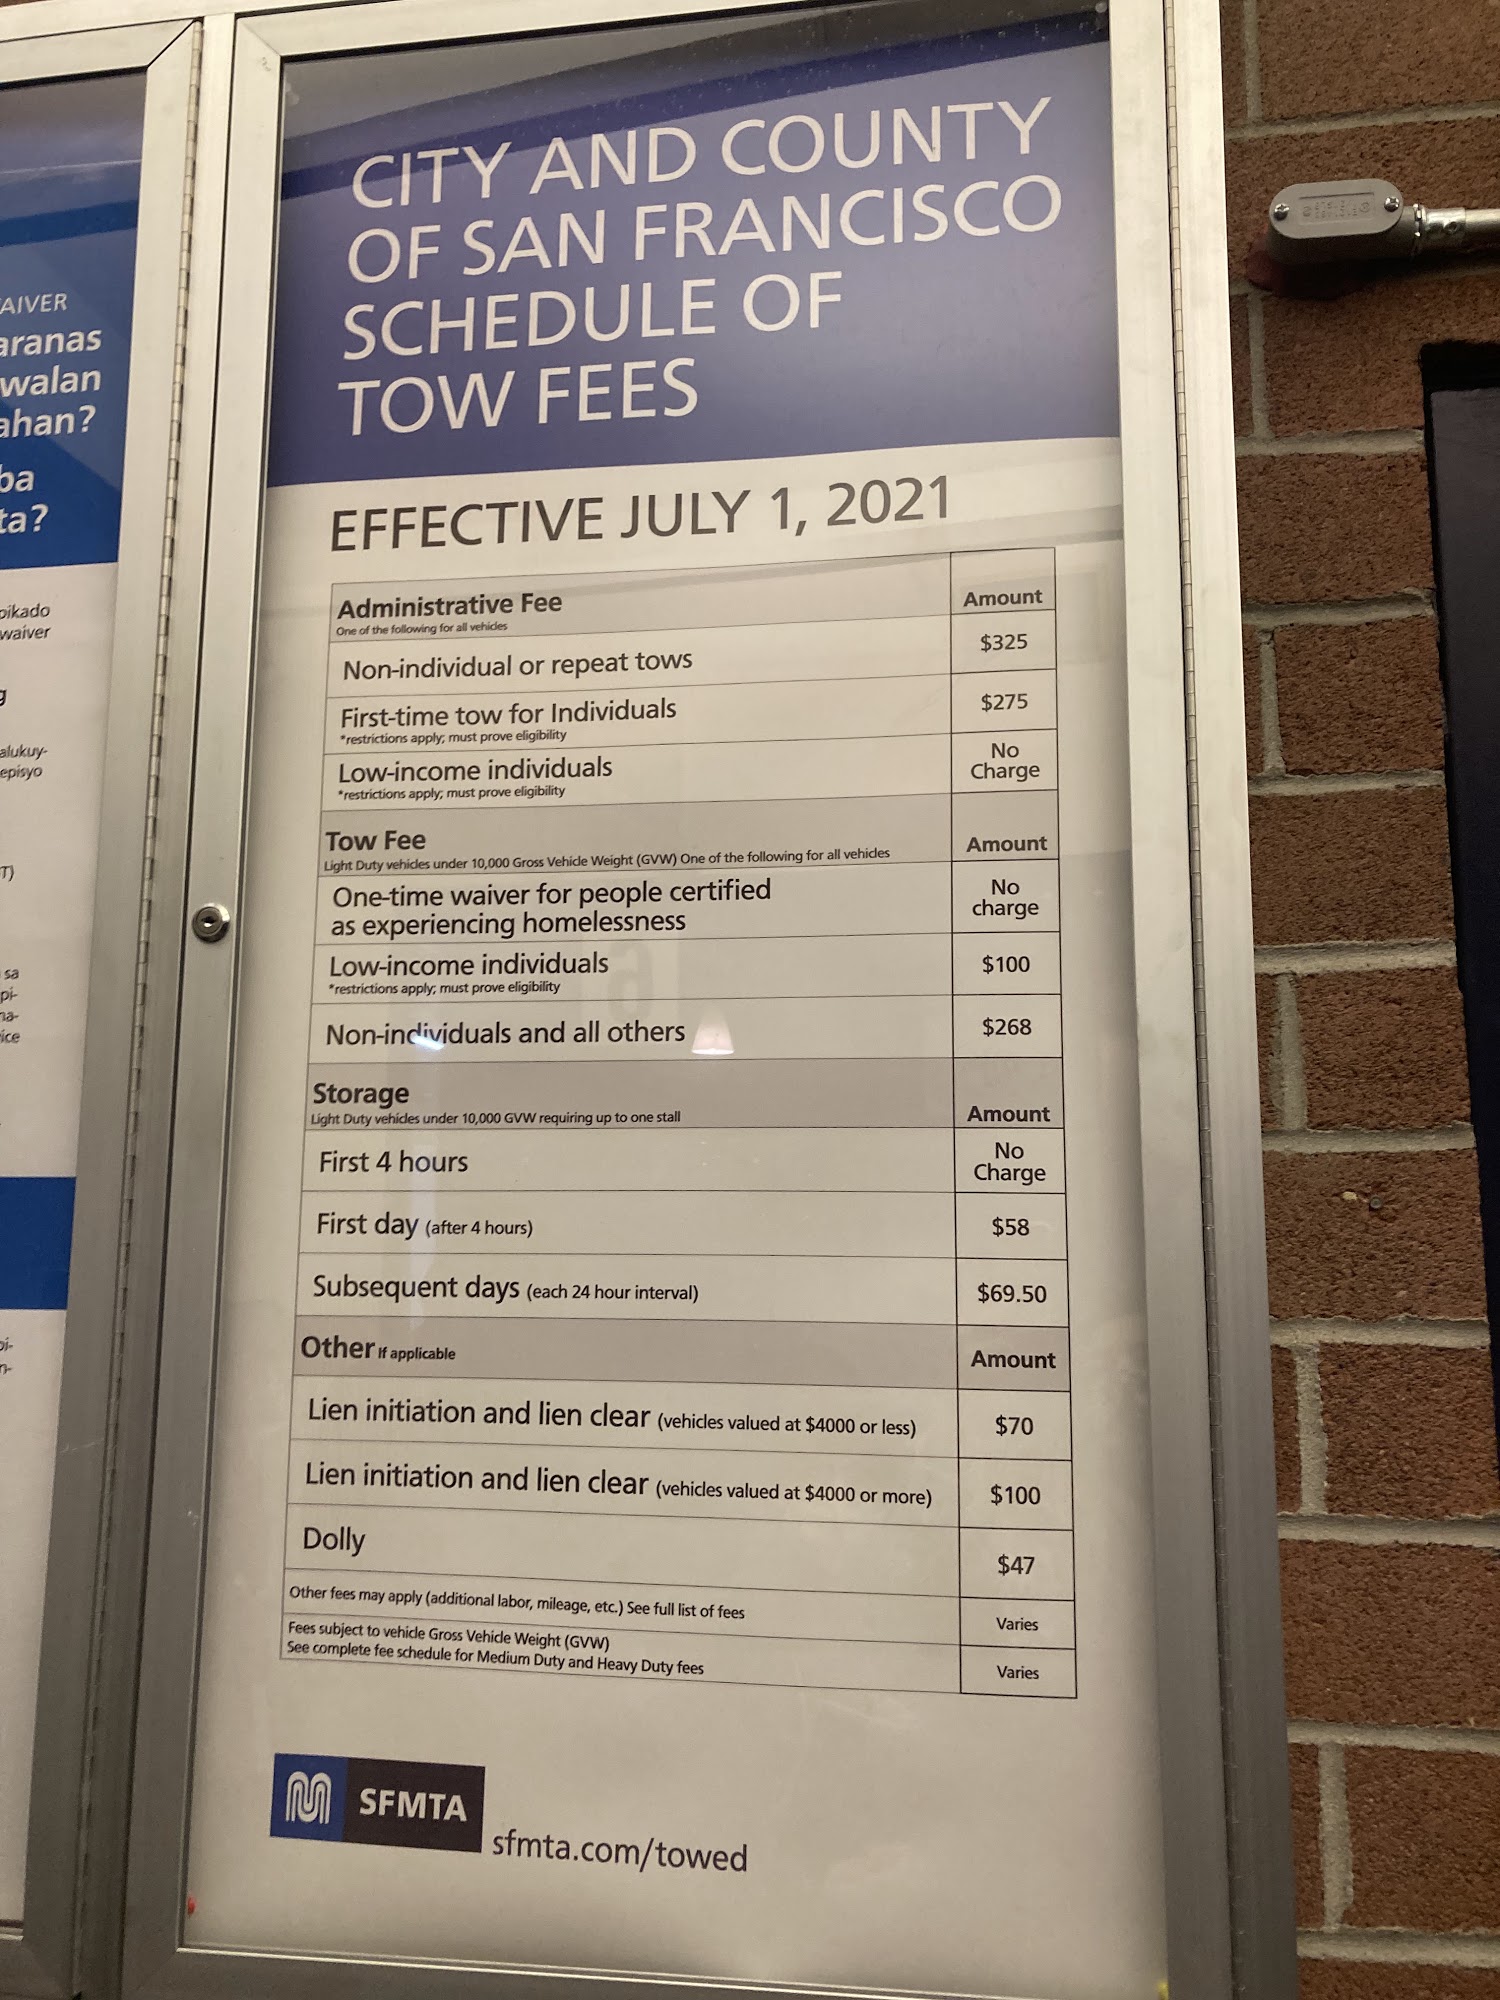 AIVER
aranas
walan
ahan?
ba
ta?
pikado
waiver
g
alukuy-
episyo
T)
sa
pi-
na-
ice
pi-
n-
CITY AND COUNTY
OF SAN FRANCISCO
SCHEDULE OF
TOW FEES
EFFECTIVE JULY 1, 2021
Administrative Fee Amount
One of the following for all vehicles
Non-individual or repeat tows $325
First-time tow for Individuals $275
*restrictions apply; must prove eligibility
Low-income individuals No Charge
*restrictions apply; must prove eligibility
Tow Fee Amount
Light Duty vehicles under 10,000 Gross Vehicle Weight (GVW) One of the following for all vehicles
One-time waiver for people certified No
as experiencing homelessness charge
Low-income individuals $100
*restrictions apply; must prove eligibility
Non-individuals and all others $268
Storage
Light Duty vehicles under 10,000 GVW requiring up to one stall Amount
First 4 hours No Charge
First day (after 4 hours) $58
Subsequent days (each 24 hour interval) $69.50
Other If applicable Amount
Lien initiation and lien clear (vehicles valued at $4000 or less) $70
Lien initiation and lien clear (vehicles valued at $4000 or more) $100
Dolly $47
Other fees may apply (additional labor, mileage, etc.) See full list of fees Varies
Fees subject to vehicle Gross Vehicle Weight (GVW)
See complete fee schedule for Medium Duty and Heavy Duty fees Varies
SFMTA
sfmta.com/towed